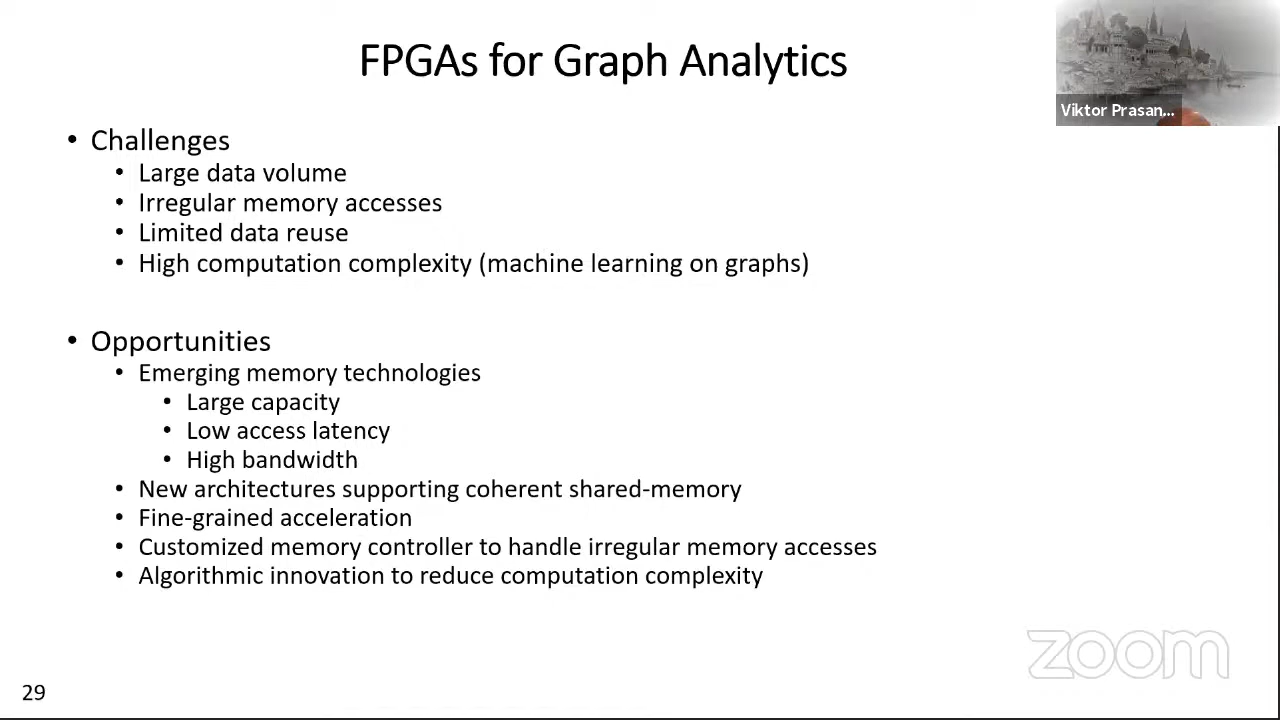 FPGAs for Graph Analytics
Viktor Prasan...
• Challenges
• Large data volume
• Irregular memory accesses
• Limited data reuse
• High computation complexity (machine learning on graphs)
• Opportunities
• Emerging memory technologies
• Large capacity
• Low access latency
• High bandwidth
• New architectures supporting coherent shared-memory
• Fine-grained acceleration
• Customized memory controller to handle irregular memory accesses
• Algorithmic innovation to reduce computation complexity
zoom
29